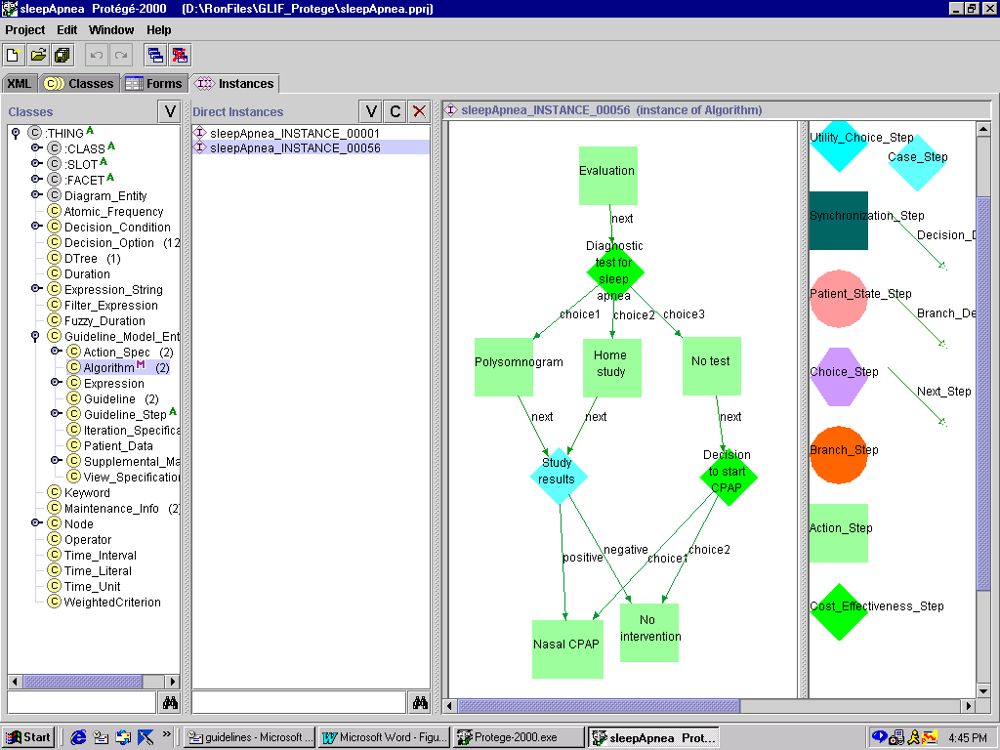 sleepApnea Protégé-2000 (D:\RonFiles\GLIF_Protege\sleepApnea.pprj)
Project Edit Window Help
XML Classes Forms Instances
Classes V
:THING A
:CLASS A
:SLOT A
:FACET A
Diagram_Entity
Atomic_Frequency
Decision_Condition
Decision_Option (12
DTree (1)
Duration
Expression_String
Filter_Expression
Fuzzy_Duration
Guideline_Model_Ent
Action_Spec (2)
Algorithm M (2)
Expression
Guideline (2)
Guideline_Step A
Iteration_Specifica
Patient_Data
Supplemental_Ma
View_Specification
Keyword
Maintenance_Info (2)
Node
Operator
Time_Interval
Time_Literal
Time_Unit
WeightedCriterion
Direct Instances V C
sleepApnea_INSTANCE_00001
sleepApnea_INSTANCE_00056
sleepApnea_INSTANCE_00056 (instance of Algorithm)
Evaluation
next
Diagnostic
test for
sleep
apnea
choice1 choice2 choice3
Polysomnogram
Home
study
No test
next next next
Study
results
Decision
to start
CPAP
positive negative choice1 choice2
Nasal CPAP
No
intervention
Utility_Choice_Step
Case_Step
Synchronization_Step
Decision_D
Patient_State_Step
Branch_De
Choice_Step
Next_Step
Branch_Step
Action_Step
Cost_Effectiveness_Step
Start guidelines - Microsoft ... Microsoft Word - Figu... Protege-2000.exe sleepApnea Prot... 4:45 PM